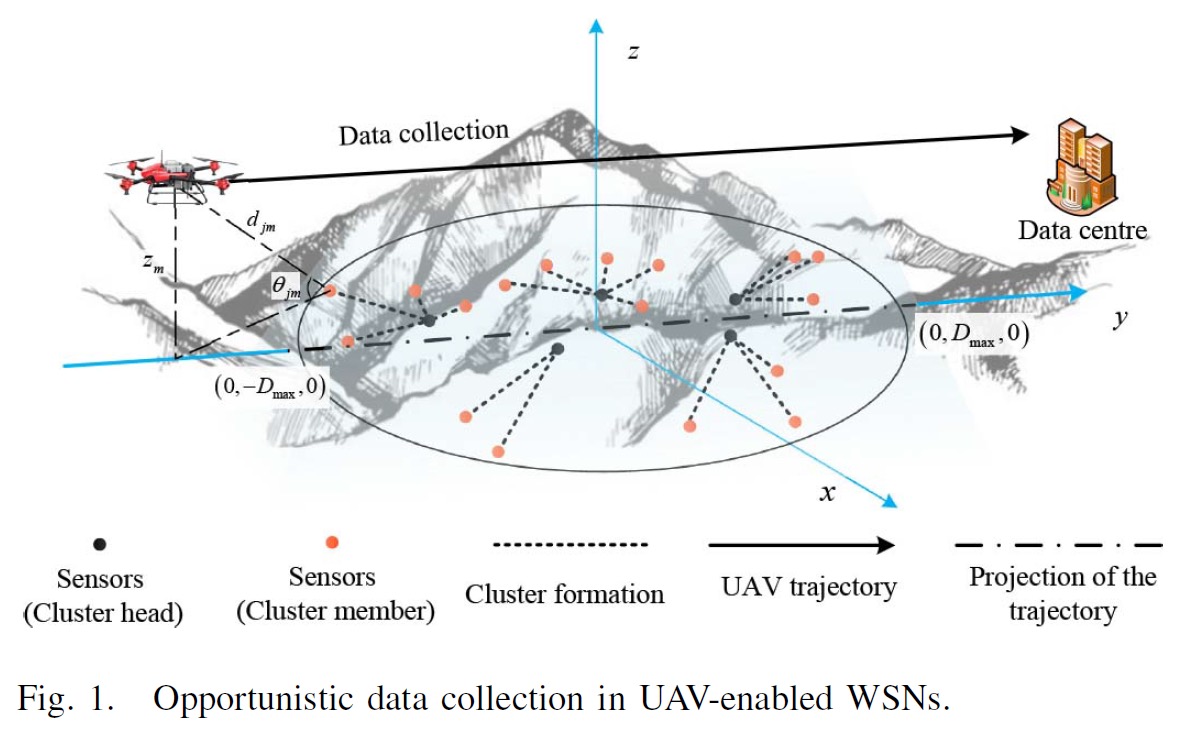 z
Data collection
Data centre
d_{jm}
z_m
θ_{jm}
y
(0, D_{max}, 0)
(0, -D_{max}, 0)
x
Sensors
(Cluster head)
Sensors
(Cluster member)
Cluster formation
UAV trajectory
Projection of the
trajectory
Fig. 1. Opportunistic data collection in UAV-enabled WSNs.